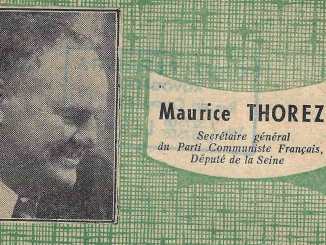 Maurice THOREZ
Secrétaire général
du Parti Communiste Français,
Député de la Seine